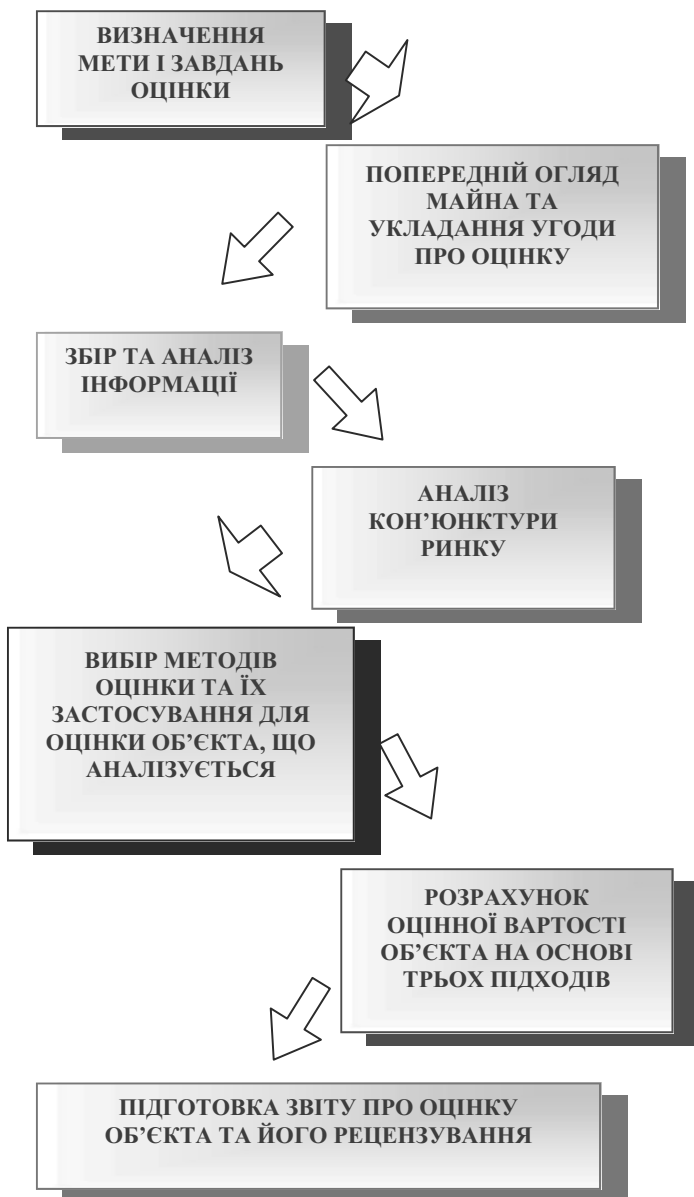 ВИЗНАЧЕННЯ
МЕТИ І ЗАВДАНЬ
ОЦІНКИ
ПОПЕРЕДНІЙ ОГЛЯД
МАЙНА ТА
УКЛАДАННЯ УГОДИ
ПРО ОЦІНКУ
ЗБІР ТА АНАЛІЗ
ІНФОРМАЦІЇ
АНАЛІЗ
КОН’ЮНКТУРИ
РИНКУ
ВИБІР МЕТОДІВ
ОЦІНКИ ТА ЇХ
ЗАСТОСУВАННЯ ДЛЯ
ОЦІНКИ ОБ’ЄКТА, ЩО
АНАЛІЗУЄТЬСЯ
РОЗРАХУНОК
ОЦІННОЇ ВАРТОСТІ
ОБ’ЄКТА НА ОСНОВІ
ТРЬОХ ПІДХОДІВ
ПІДГОТОВКА ЗВІТУ ПРО ОЦІНКУ
ОБ’ЄКТА ТА ЙОГО РЕЦЕНЗУВАННЯ